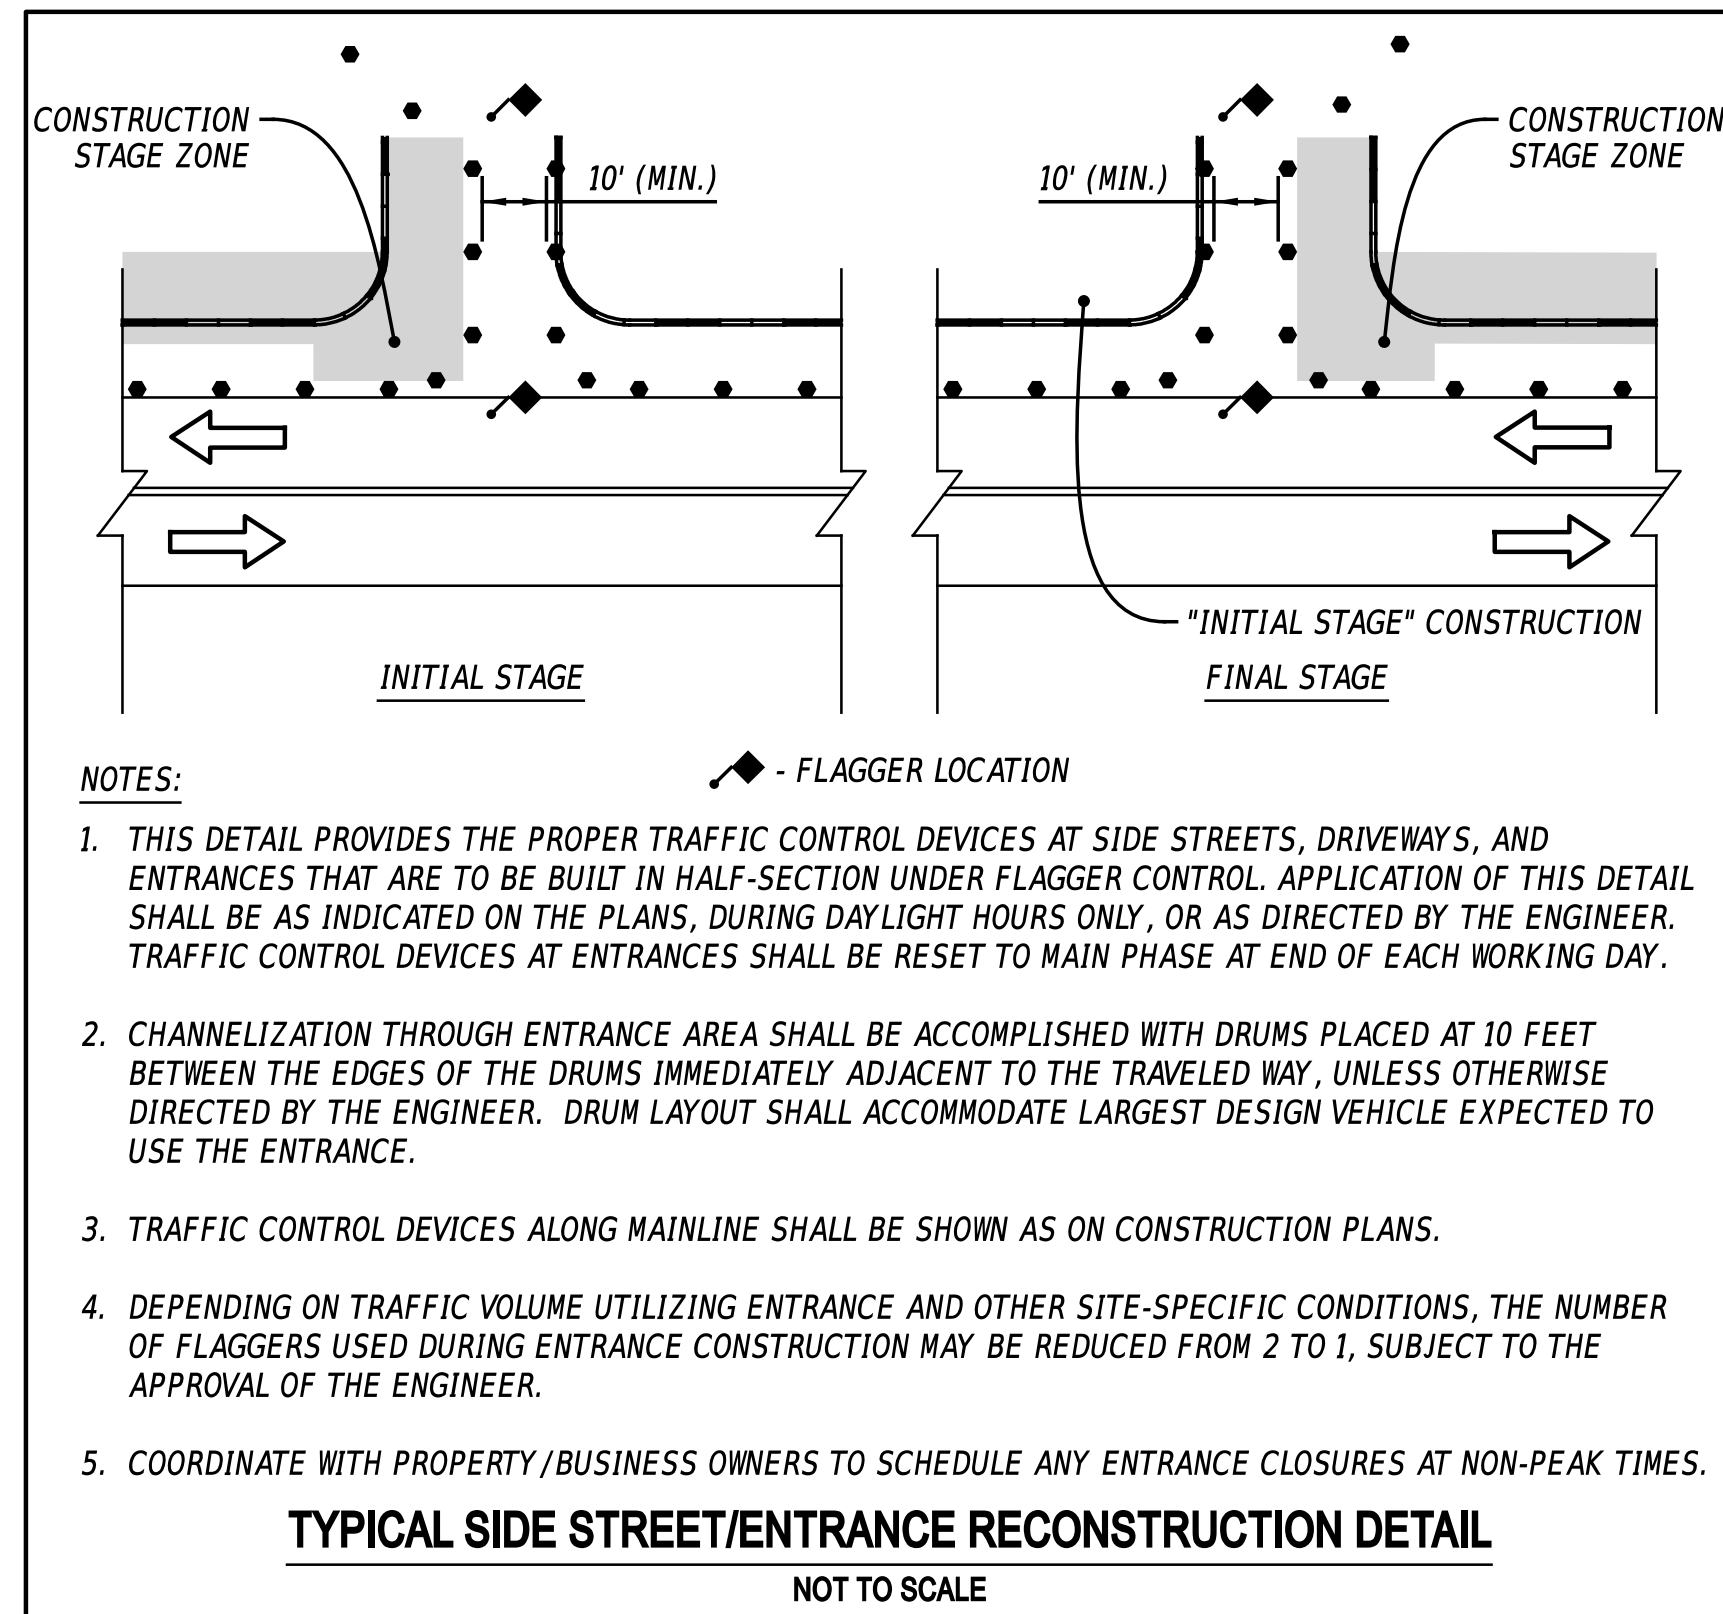 CONSTRUCTION
STAGE ZONE
10' (MIN.)
10' (MIN.)
CONSTRUCTION
STAGE ZONE
"INITIAL STAGE" CONSTRUCTION
INITIAL STAGE
FINAL STAGE
NOTES:
- FLAGGER LOCATION
1. THIS DETAIL PROVIDES THE PROPER TRAFFIC CONTROL DEVICES AT SIDE STREETS, DRIVEWAYS, AND
ENTRANCES THAT ARE TO BE BUILT IN HALF-SECTION UNDER FLAGGER CONTROL. APPLICATION OF THIS DETAIL
SHALL BE AS INDICATED ON THE PLANS, DURING DAYLIGHT HOURS ONLY, OR AS DIRECTED BY THE ENGINEER.
TRAFFIC CONTROL DEVICES AT ENTRANCES SHALL BE RESET TO MAIN PHASE AT END OF EACH WORKING DAY.
2. CHANNELIZATION THROUGH ENTRANCE AREA SHALL BE ACCOMPLISHED WITH DRUMS PLACED AT 10 FEET
BETWEEN THE EDGES OF THE DRUMS IMMEDIATELY ADJACENT TO THE TRAVELED WAY, UNLESS OTHERWISE
DIRECTED BY THE ENGINEER. DRUM LAYOUT SHALL ACCOMMODATE LARGEST DESIGN VEHICLE EXPECTED TO
USE THE ENTRANCE.
3. TRAFFIC CONTROL DEVICES ALONG MAINLINE SHALL BE SHOWN AS ON CONSTRUCTION PLANS.
4. DEPENDING ON TRAFFIC VOLUME UTILIZING ENTRANCE AND OTHER SITE-SPECIFIC CONDITIONS, THE NUMBER
OF FLAGGERS USED DURING ENTRANCE CONSTRUCTION MAY BE REDUCED FROM 2 TO 1, SUBJECT TO THE
APPROVAL OF THE ENGINEER.
5. COORDINATE WITH PROPERTY/BUSINESS OWNERS TO SCHEDULE ANY ENTRANCE CLOSURES AT NON-PEAK TIMES.
TYPICAL SIDE STREET/ENTRANCE RECONSTRUCTION DETAIL
NOT TO SCALE